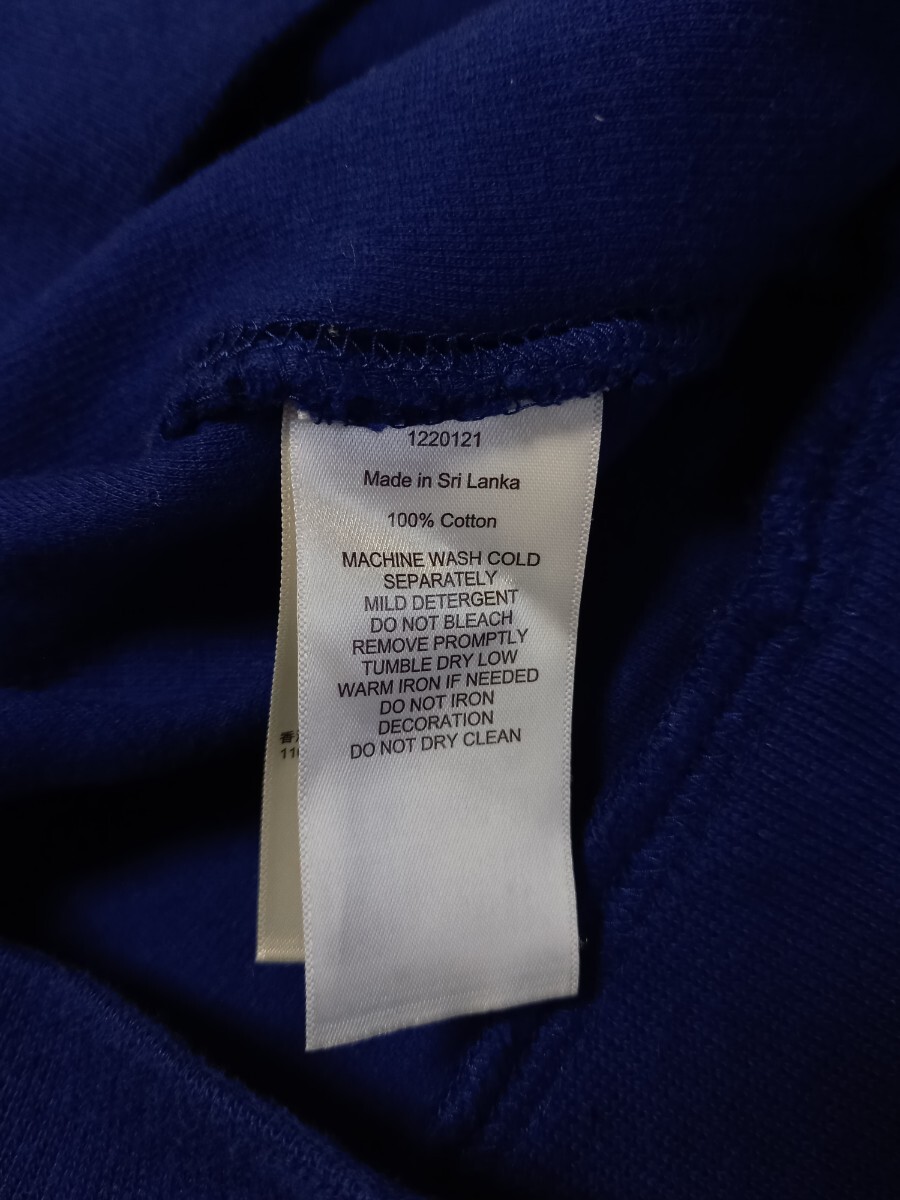 1220121
Made in Sri Lanka
100% Cotton
MACHINE WASH COLD
SEPARATELY
MILD DETERGENT
DO NOT BLEACH
REMOVE PROMPTLY
TUMBLE DRY LOW
WARM IRON IF NEEDED
DO NOT IRON
DECORATION
DO NOT DRY CLEAN
香